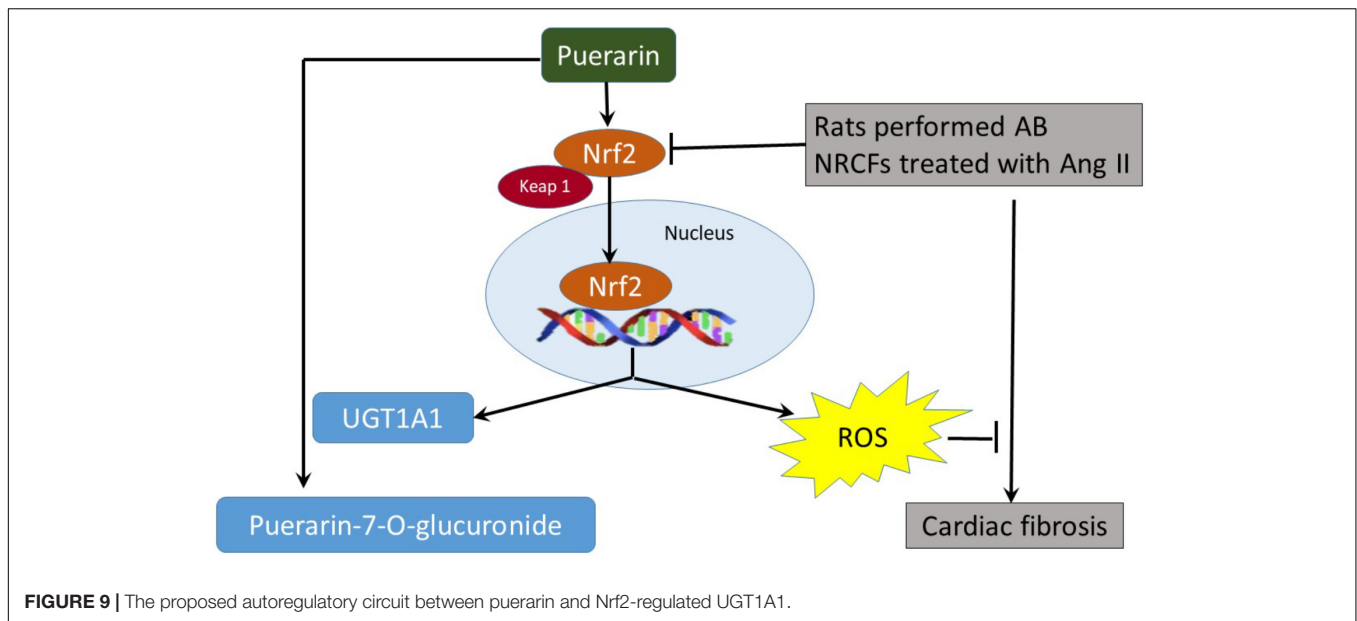 Puerarin
Nrf2
Keap 1
Rats performed AB
NRCFs treated with Ang II
Nucleus
Nrf2
UGT1A1
ROS
Puerarin-7-O-glucuronide
Cardiac fibrosis
FIGURE 9 | The proposed autoregulatory circuit between puerarin and Nrf2-regulated UGT1A1.